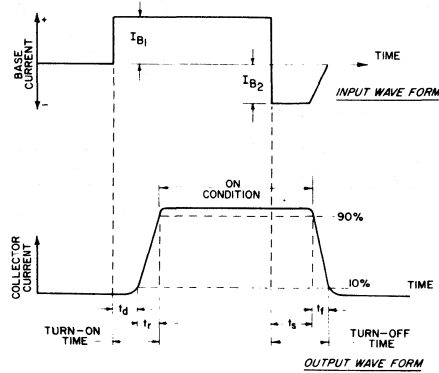 +
BASE
CURRENT
-
IB1
IB2
TIME
INPUT WAVE FORM
ON
CONDITION
90%
COLLECTOR
CURRENT
10%
TIME
td
tr
ts
tf
TURN-ON
TIME
TURN-OFF
TIME
OUTPUT WAVE FORM